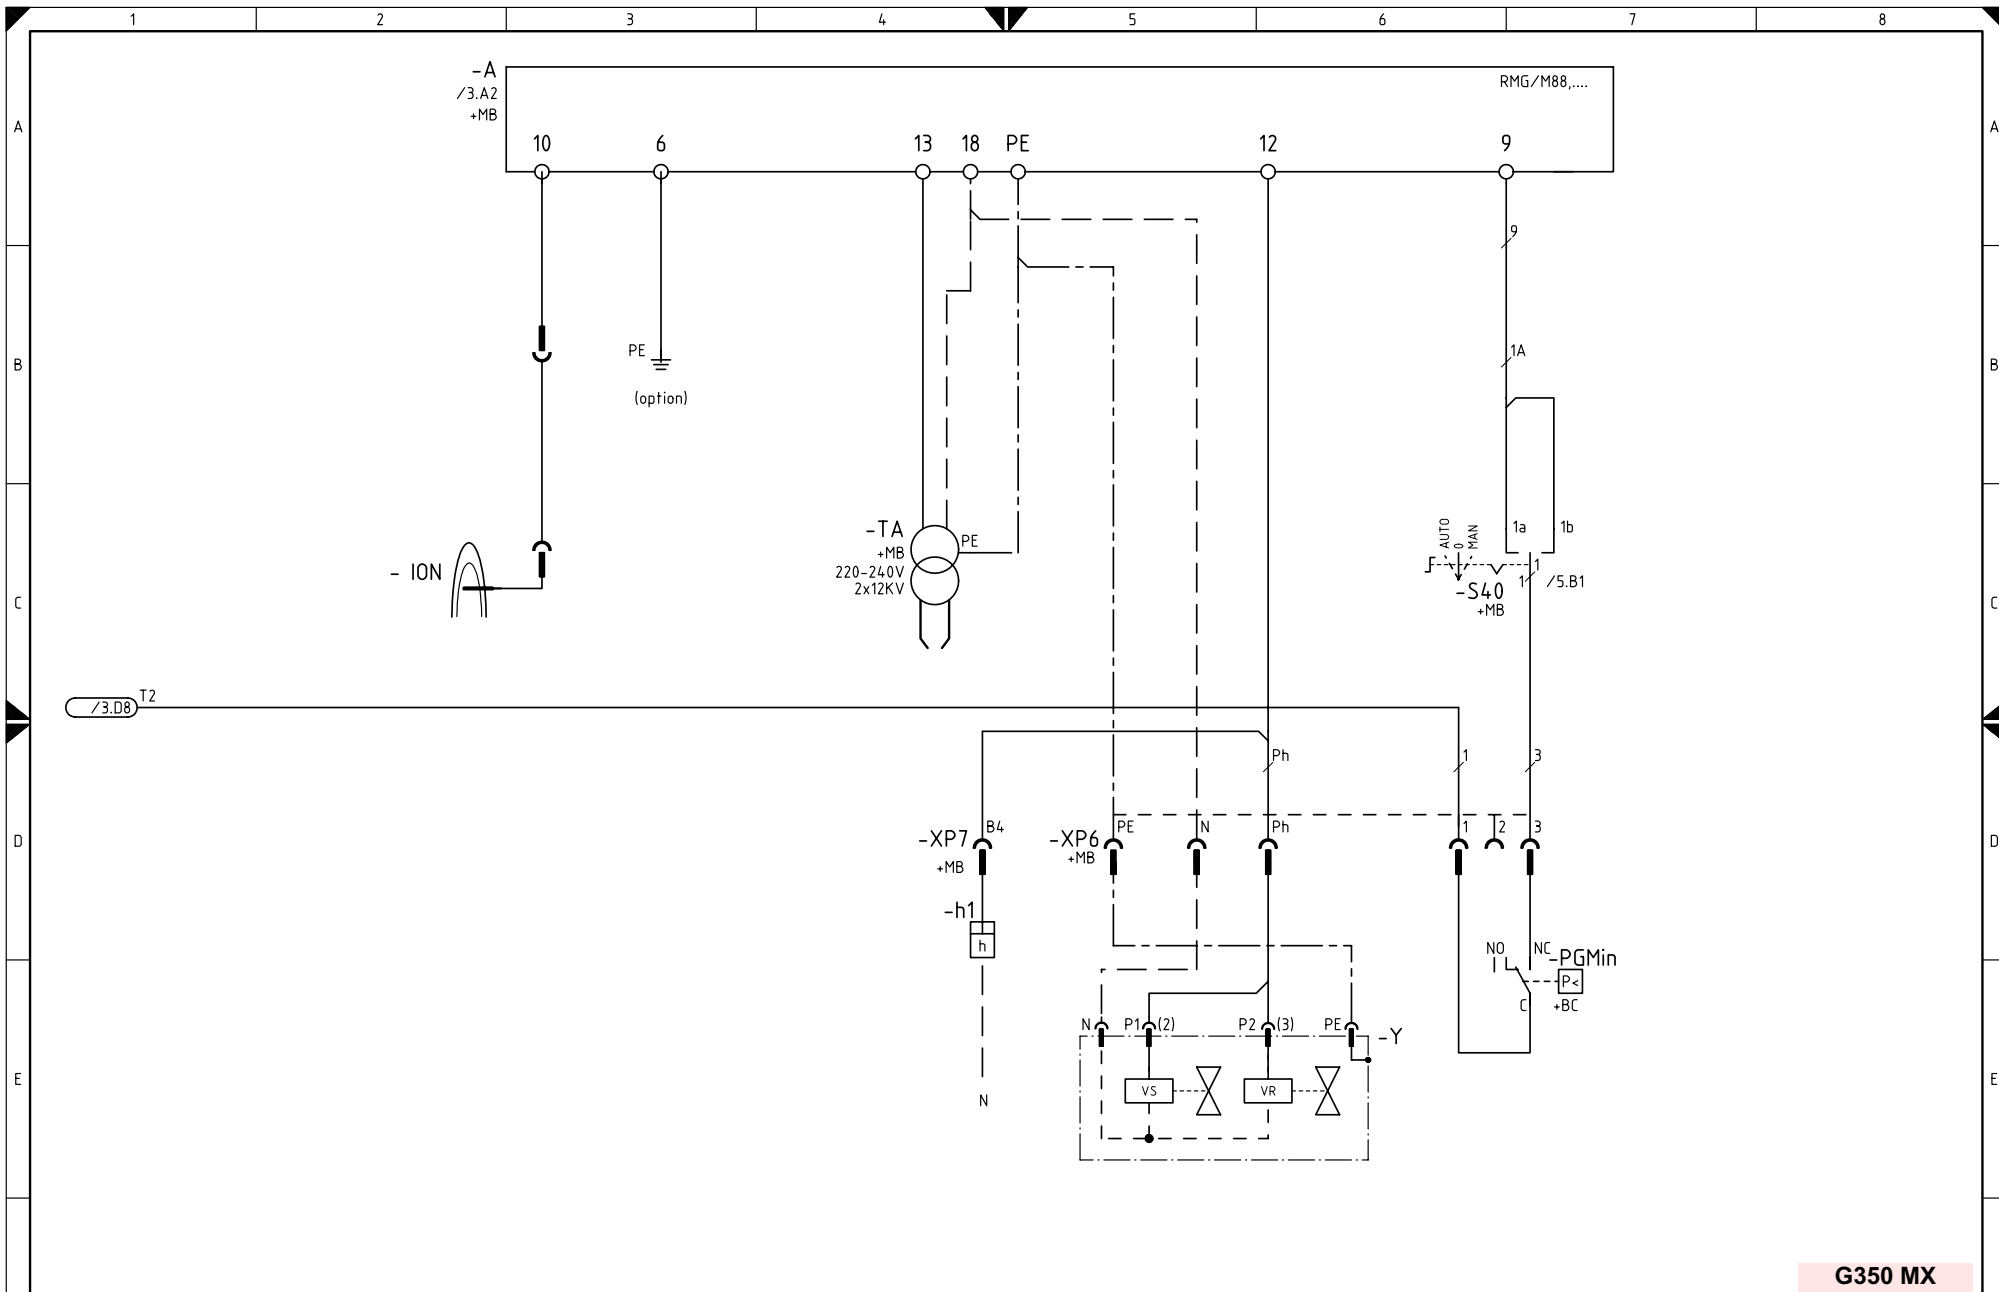 1 2 3 4 5 6 7 8
-A
/3.A2
+MB
RMG/M88,....
A A
10 6 13 18 PE 12 9
9
B B
PE
(option)
1A
-TA
+MB
220-240V
2x12KV
PE
AUTO
0
MAN
1a 1b
1
1 /5.B1
-S40
+MB
- ION
C C
/3.D8 T2
Ph 1 3
-XP7 B4
+MB
-XP6 PE N Ph 1 2 3
+MB
D D
-h1
h
NO NC -PGMin
P<
C +BC
N P1 (2) P2 (3) PE -Y
VS VR
E E
N
G350 MX